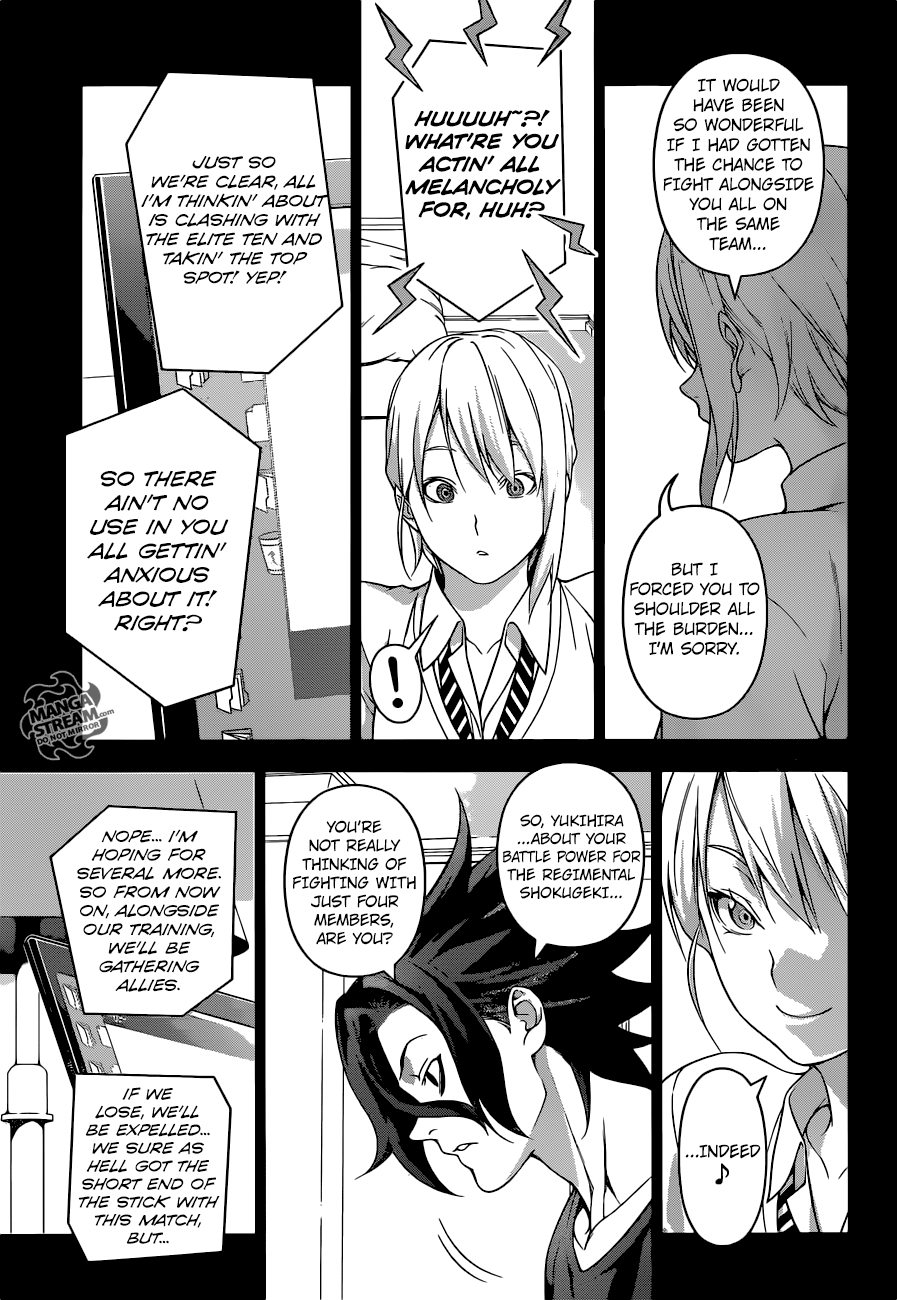 IT WOULD
HAVE BEEN
SO WONDERFUL
IF I HAD GOTTEN
THE CHANCE TO
FIGHT ALONGSIDE
YOU ALL ON
THE SAME
TEAM...
BUT I
FORCED YOU TO
SHOULDER ALL
THE BURDEN...
I'M SORRY.
HUUUUH~?!
WHAT'RE YOU
ACTIN' ALL
MELANCHOLY
FOR, HUH?
!
JUST SO
WE'RE CLEAR, ALL
I'M THINKIN' ABOUT
IS CLASHING WITH
THE ELITE TEN AND
TAKIN' THE TOP
SPOT! YEP!
SO THERE
AIN'T NO
USE IN YOU
ALL GETTIN'
ANXIOUS
ABOUT IT!
RIGHT?
MANGA
STREAM.com
DO NOT MIRROR
...INDEED
♪
SO, YUKIHIRA
...ABOUT YOUR
BATTLE POWER FOR
THE REGIMENTAL
SHOKUGEKI...
YOU'RE
NOT REALLY
THINKING OF
FIGHTING WITH
JUST FOUR
MEMBERS,
ARE YOU?
NOPE... I'M
HOPING FOR
SEVERAL MORE.
SO FROM NOW
ON, ALONGSIDE
OUR TRAINING,
WE'LL BE
GATHERING
ALLIES.
IF WE
LOSE, WE'LL
BE EXPELLED...
WE SURE AS
HELL GOT THE
SHORT END OF
THE STICK WITH
THIS MATCH,
BUT...